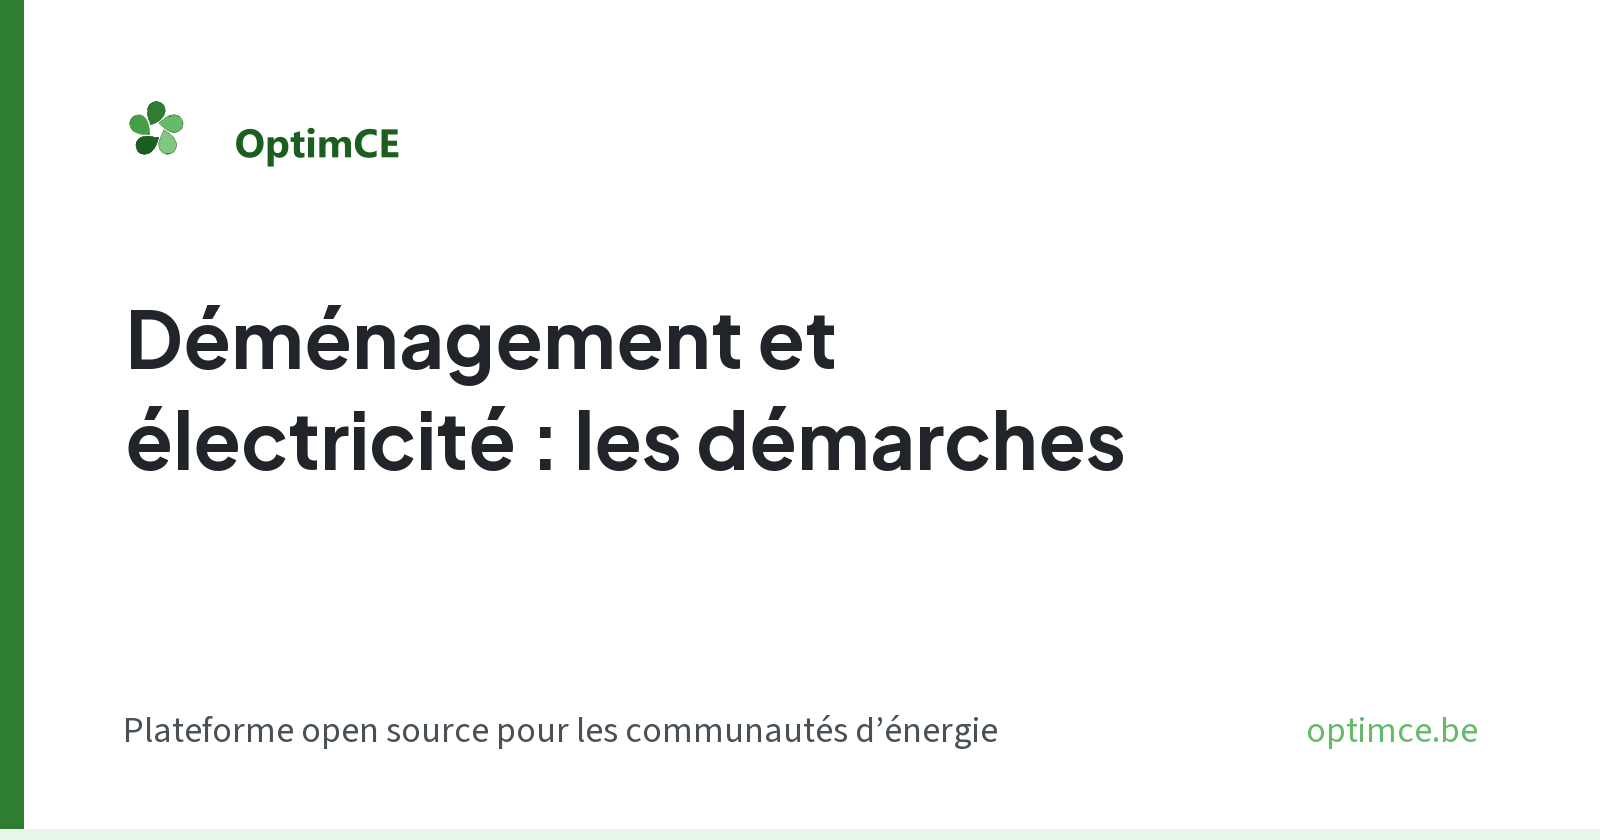 OptimCE
Déménagement et
électricité : les démarches
Plateforme open source pour les communautés d’énergie
optimce.be